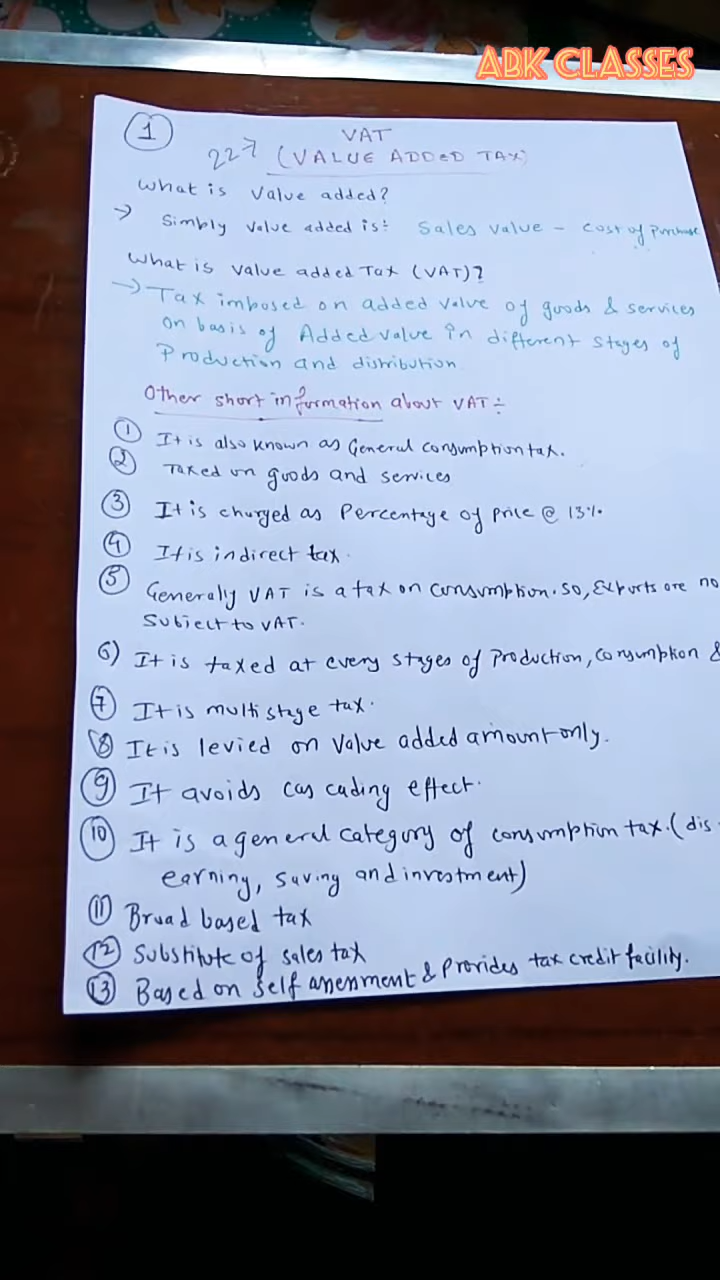 ABK CLASSES
1
VAT
227 (VALUE ADDED TAX)
What is Value added?
→ Simply Value added is÷ Sales Value - Cost of Purchase
What is Value added Tax (VAT)?
→ Tax imposed on added value of goods & services
on basis of Added value in different stages of
Production and distribution
Other short information about VAT÷
① It is also known as General consumption tax.
② Taxed on goods and services
③ It is charged as Percentage of price @ 13%
④ It is indirect tax.
⑤ Generally VAT is a tax on consumption. so, Exports are no
Subject to VAT.
6) It is taxed at every stages of production, consumption &
⑦ It is multistage tax.
⑧ It is levied on Value added amount only.
⑨ It avoids cascading effect.
⑩ It is a general category of consumption tax. (dis
earning, saving and investment)
⑪ Broad based tax
⑫ Substitute of sales tax
⑬ Based on self assessment & Provides tax credit facility.